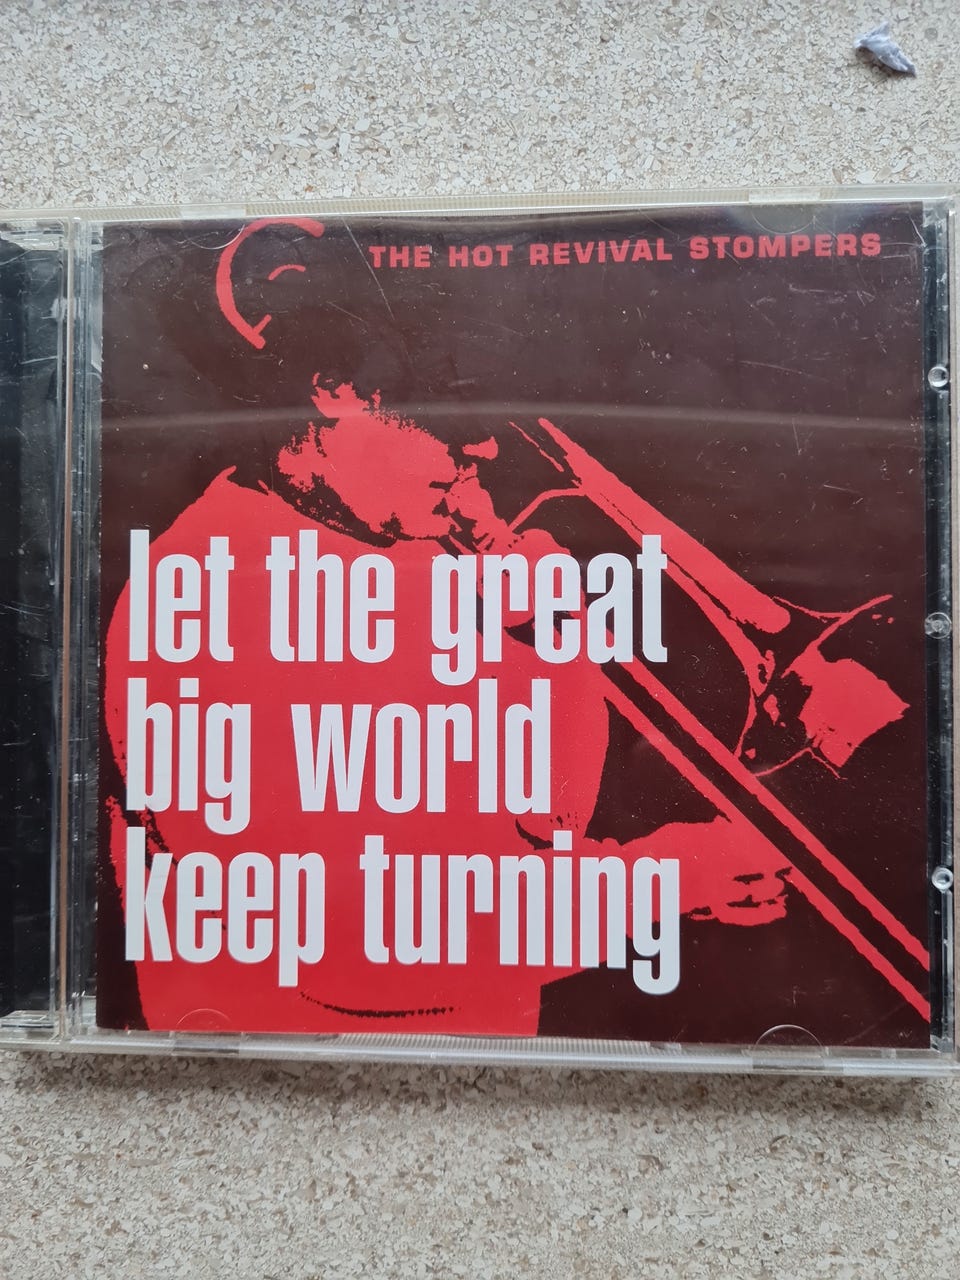 THE HOT REVIVAL STOMPERS
let the great
big world
keep turning